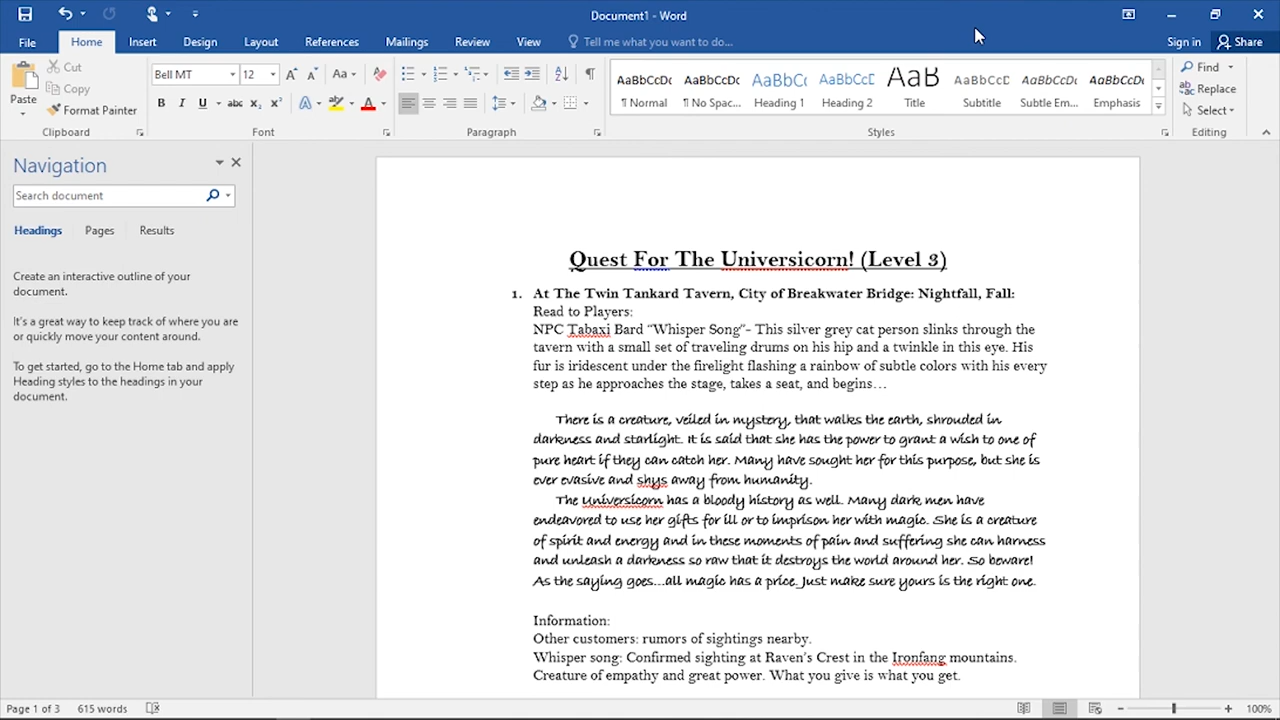 Document1 - Word
File Home Insert Design Layout References Mailings Review View Tell me what you want to do... Sign in Share
Paste Cut Copy Format Painter Clipboard
Bell MT 12 Font
Paragraph
AaBbCcDc AaBbCcDc AaBbCc AaBbCcC AaB AaBbCcD AaBbCcDc AaBbCcDc
¶ Normal ¶ No Spac... Heading 1 Heading 2 Title Subtitle Subtle Em... Emphasis
Styles
Find Replace Select Editing
Navigation
Search document
Headings Pages Results
Create an interactive outline of your
document.
It's a great way to keep track of where you are
or quickly move your content around.
To get started, go to the Home tab and apply
Heading styles to the headings in your
document.
Quest For The Universicorn! (Level 3)
1. At The Twin Tankard Tavern, City of Breakwater Bridge: Nightfall, Fall:
Read to Players:
NPC Tabaxi Bard “Whisper Song”- This silver grey cat person slinks through the
tavern with a small set of traveling drums on his hip and a twinkle in this eye. His
fur is iridescent under the firelight flashing a rainbow of subtle colors with his every
step as he approaches the stage, takes a seat, and begins…
There is a creature, veiled in mystery, that walks the earth, shrouded in
darkness and starlight. It is said that she has the power to grant a wish to one of
pure heart if they can catch her. Many have sought her for this purpose, but she is
ever evasive and shys away from humanity.
The Universicorn has a bloody history as well. Many dark men have
endeavored to use her gifts for ill or to imprison her with magic. She is a creature
of spirit and energy and in these moments of pain and suffering she can harness
and unleash a darkness so raw that it destroys the world around her. So beware!
As the saying goes...all magic has a price. Just make sure yours is the right one.
Information:
Other customers: rumors of sightings nearby.
Whisper song: Confirmed sighting at Raven's Crest in the Ironfang mountains.
Creature of empathy and great power. What you give is what you get.
Page 1 of 3 615 words 100%